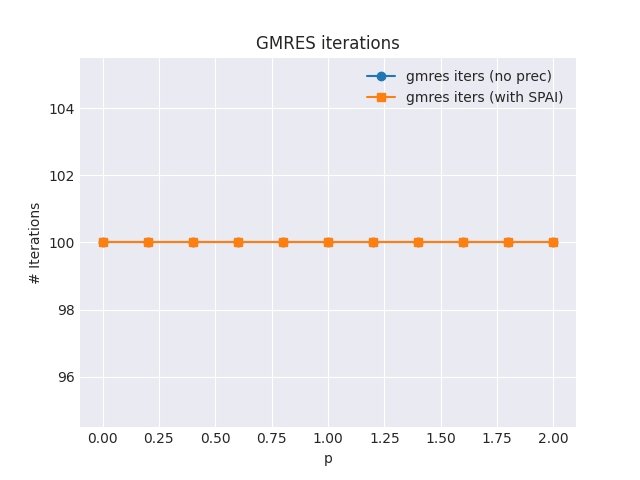 GMRES iterations
gmres iters (no prec)
gmres iters (with SPAI)
# Iterations
104
102
100
98
96
0.00 0.25 0.50 0.75 1.00 1.25 1.50 1.75 2.00
p